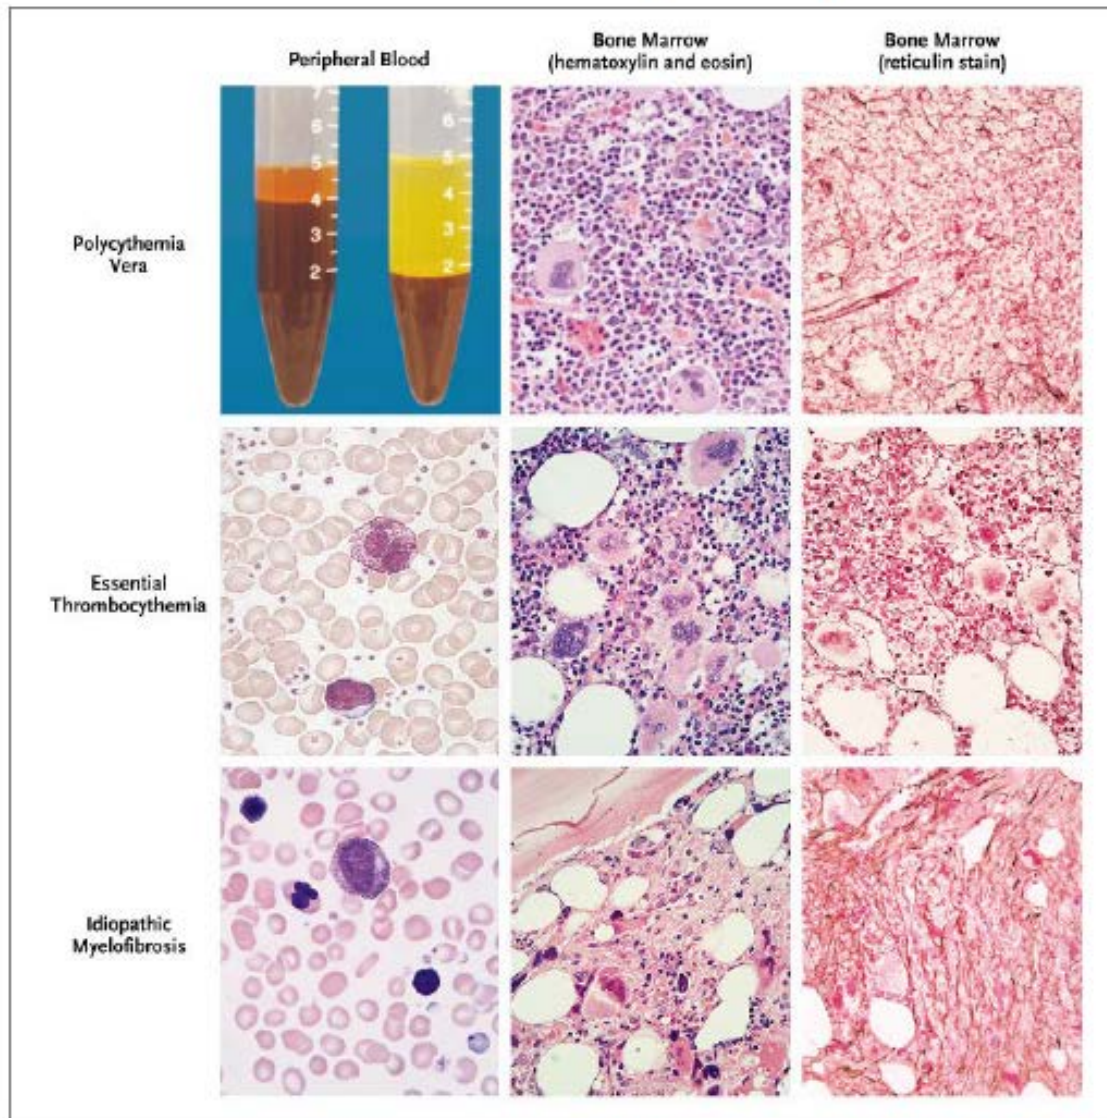 Peripheral Blood
Bone Marrow
(hematoxylin and eosin)
Bone Marrow
(reticulin stain)
Polycythemia
Vera
6
5
4
3
2
6
5
4
3
2
Essential
Thrombocythemia
Idiopathic
Myelofibrosis